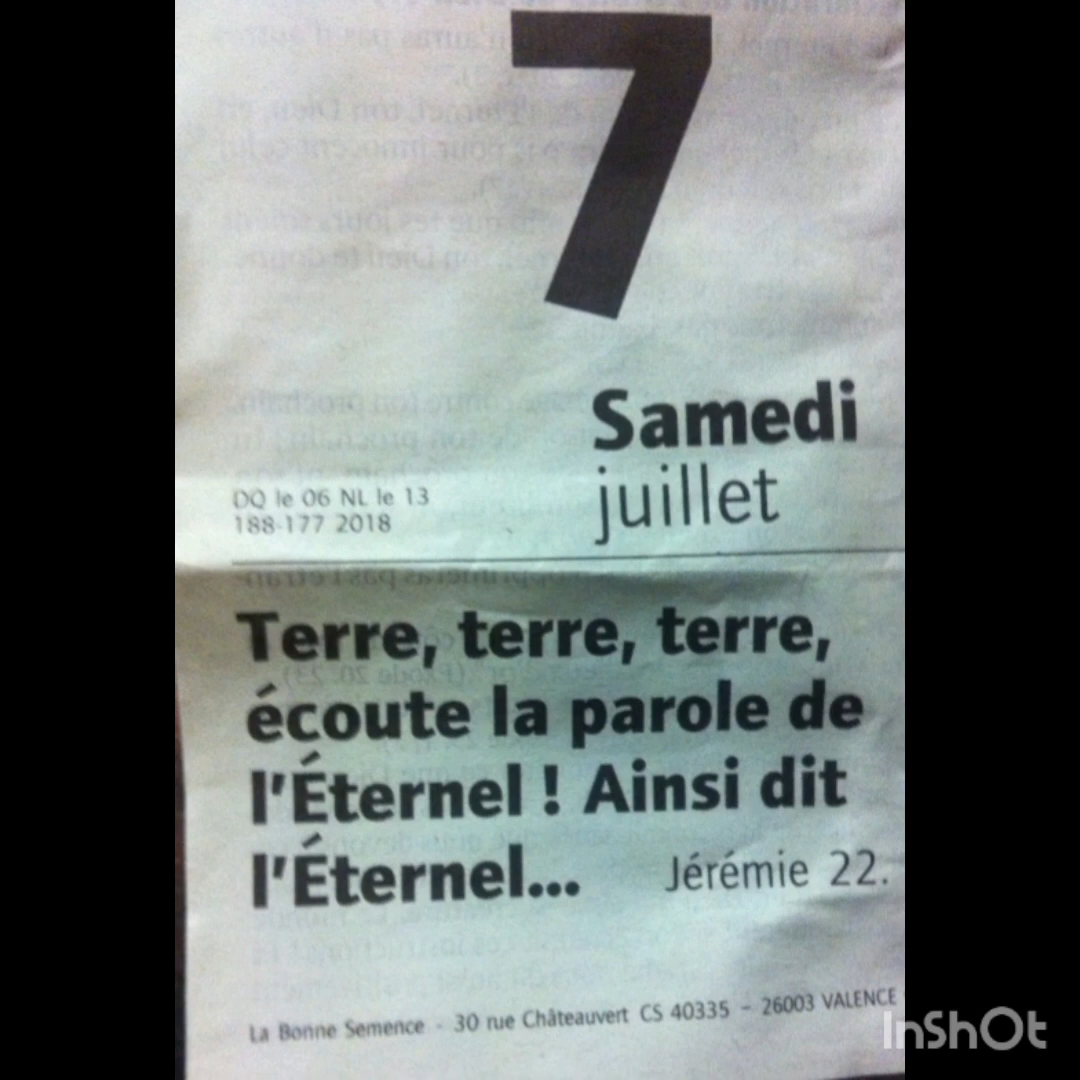 7
Samedi
juillet
DQ le 06 NL le 13
188-177 2018
Terre, terre, terre,
écoute la parole de
l'Éternel ! Ainsi dit
l'Éternel...    Jérémie 22.
La Bonne Semence - 30 rue Châteauvert CS 40335 – 26003 VALENCE
InShOt